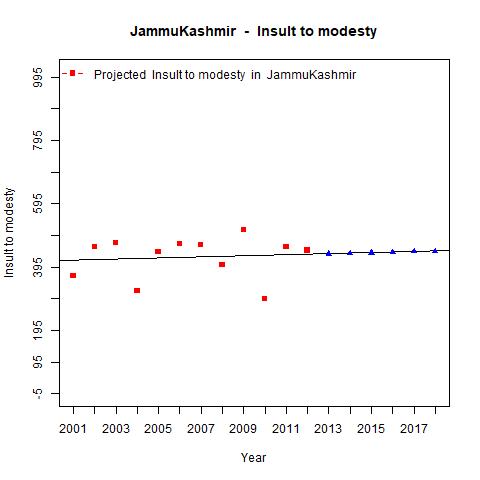 JammuKashmir - Insult to modesty
Projected Insult to modesty in JammuKashmir
Insult to modesty
995
795
595
395
195
95
-5
2001 2003 2005 2007 2009 2011 2013 2015 2017
Year